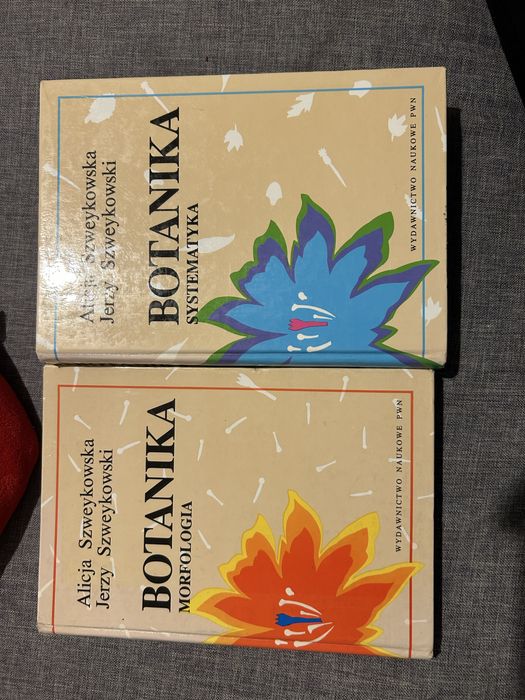 Alicja Szweykowska
Jerzy Szweykowski
BOTANIKA
SYSTEMATYKA
WYDAWNICTWO NAUKOWE PWN
Alicja Szweykowska
Jerzy Szweykowski
BOTANIKA
MORFOLOGIA
WYDAWNICTWO NAUKOWE PWN